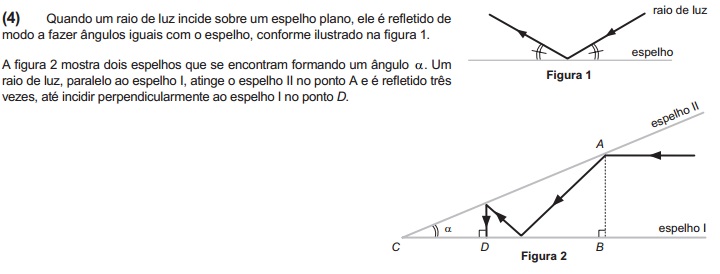 (4) Quando um raio de luz incide sobre um espelho plano, ele é refletido de
modo a fazer ângulos iguais com o espelho, conforme ilustrado na figura 1.
A figura 2 mostra dois espelhos que se encontram formando um ângulo α. Um
raio de luz, paralelo ao espelho I, atinge o espelho II no ponto A e é refletido três
vezes, até incidir perpendicularmente ao espelho I no ponto D.
raio de luz
espelho
Figura 1
espelho II
A
α
espelho I
C
D
B
Figura 2